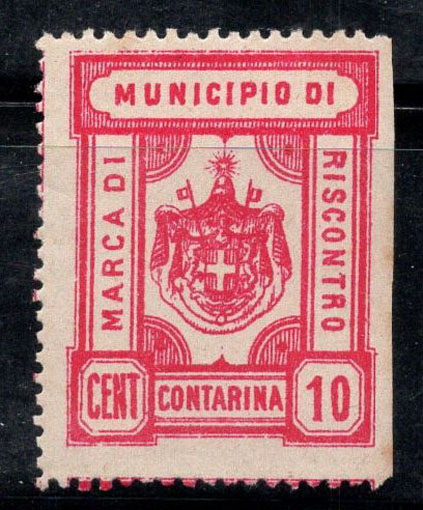 MUNICIPIO DI
MARCA DI
RISCONTRO
CENT
CONTARINA
10